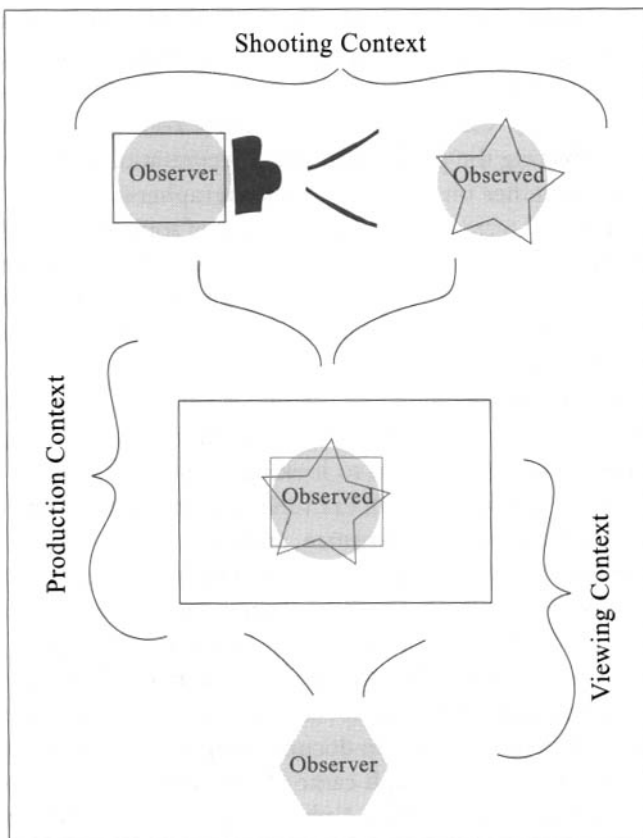 Shooting Context
Observer
Observed
Production Context
Observed
Viewing Context
Observer